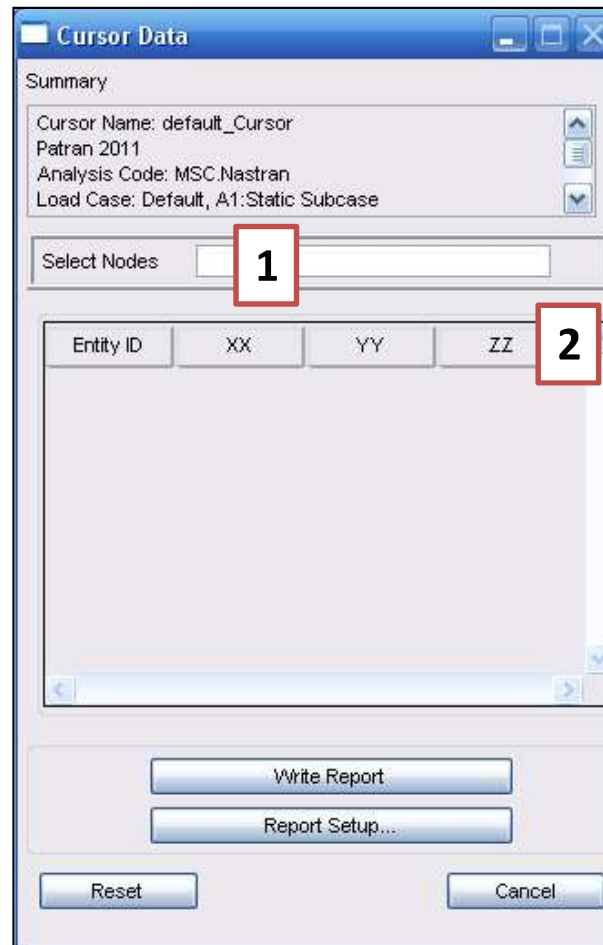 Cursor Data
Summary
Cursor Name: default_Cursor
Patran 2011
Analysis Code: MSC.Nastran
Load Case: Default, A1:Static Subcase
Select Nodes 1
Entity ID XX YY ZZ 2
Write Report
Report Setup...
Reset Cancel